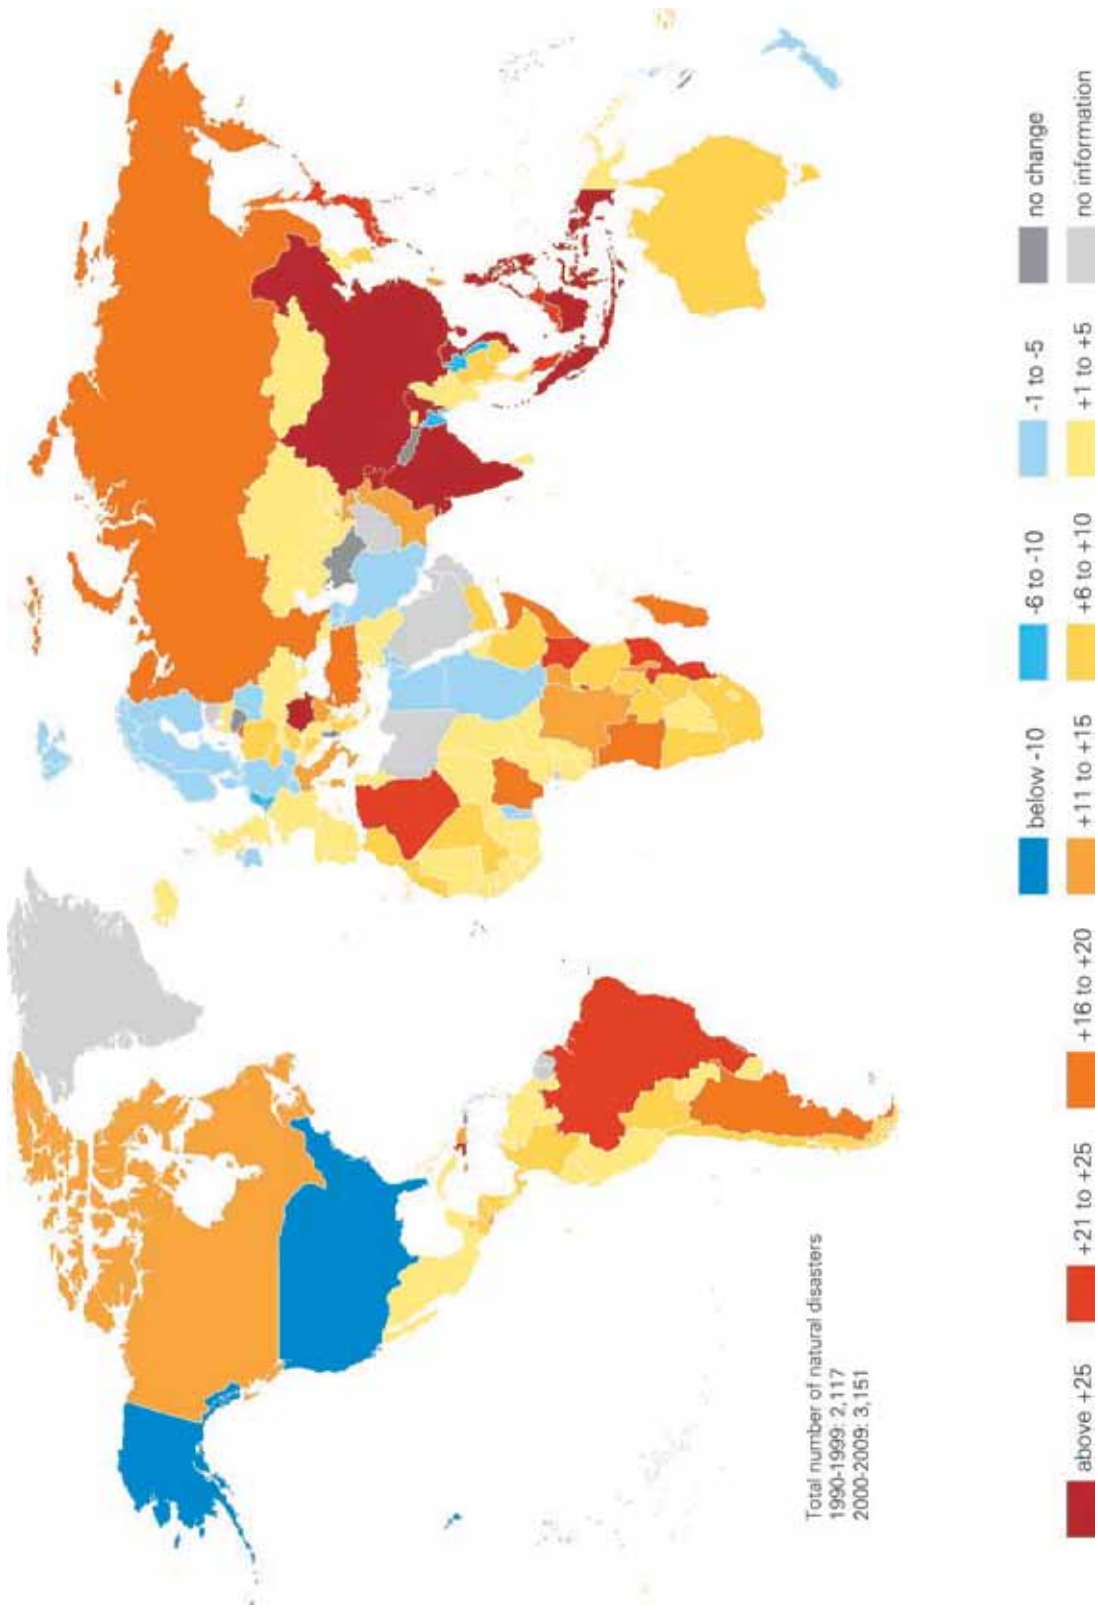 Total number of natural disasters
1990-1999: 2,117
2000-2009: 3,151
below -10
-6 to -10
-1 to -5
no change
above +25
+21 to +25
+16 to +20
+11 to +15
+6 to +10
+1 to +5
no information